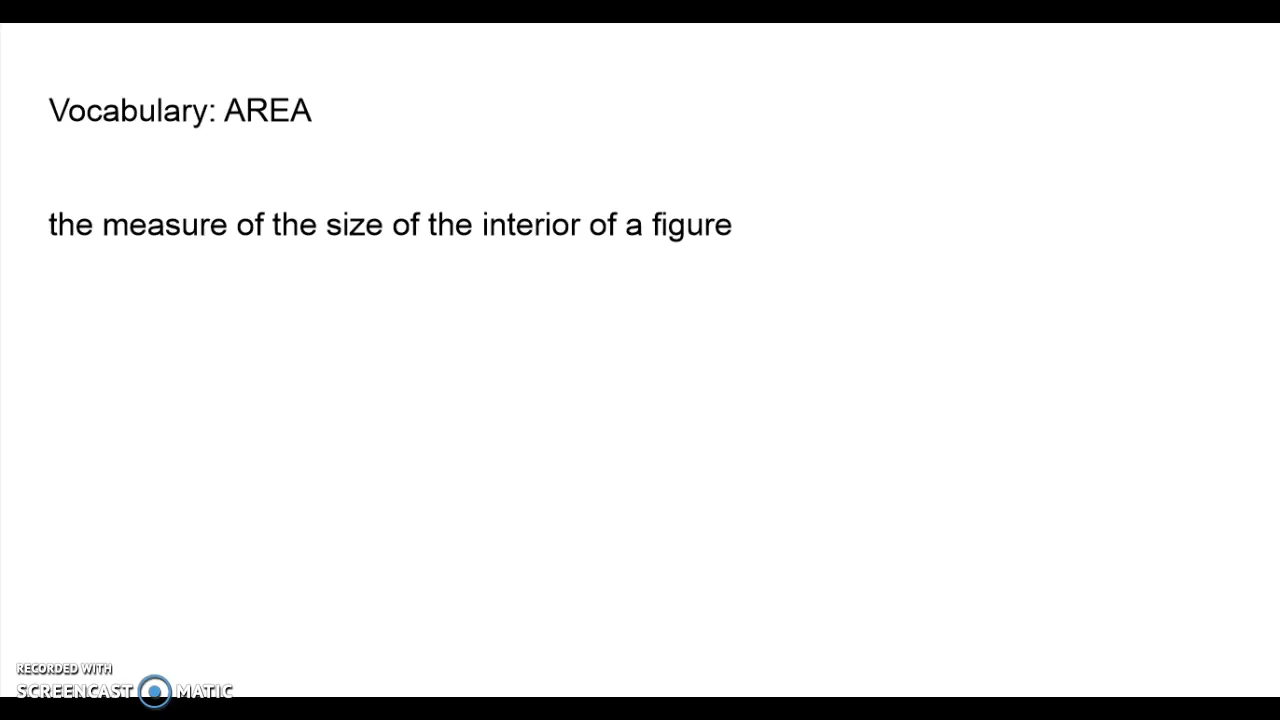 Vocabulary: AREA
the measure of the size of the interior of a figure
RECORDED WITH
SCREENCAST MATIC